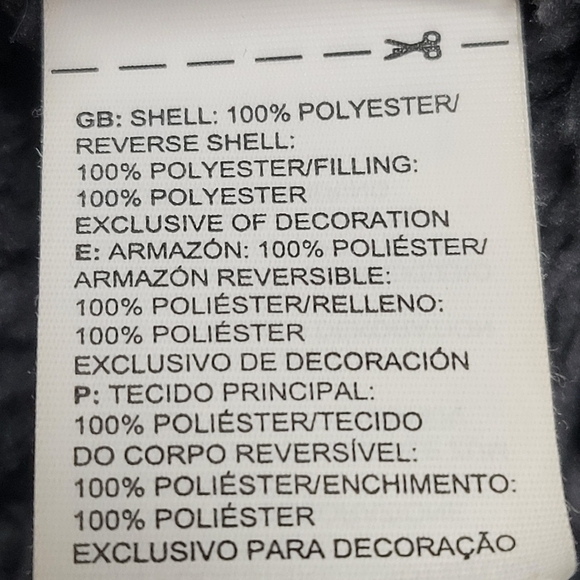 GB: SHELL: 100% POLYESTER/
REVERSE SHELL:
100% POLYESTER/FILLING:
100% POLYESTER
EXCLUSIVE OF DECORATION
E: ARMAZÓN: 100% POLIÉSTER/
ARMAZÓN REVERSIBLE:
100% POLIÉSTER/RELLENO:
100% POLIÉSTER
EXCLUSIVO DE DECORACIÓN
P: TECIDO PRINCIPAL:
100% POLIÉSTER/TECIDO
DO CORPO REVERSÍVEL:
100% POLIÉSTER/ENCHIMENTO:
100% POLIÉSTER
EXCLUSIVO PARA DECORAÇÃO